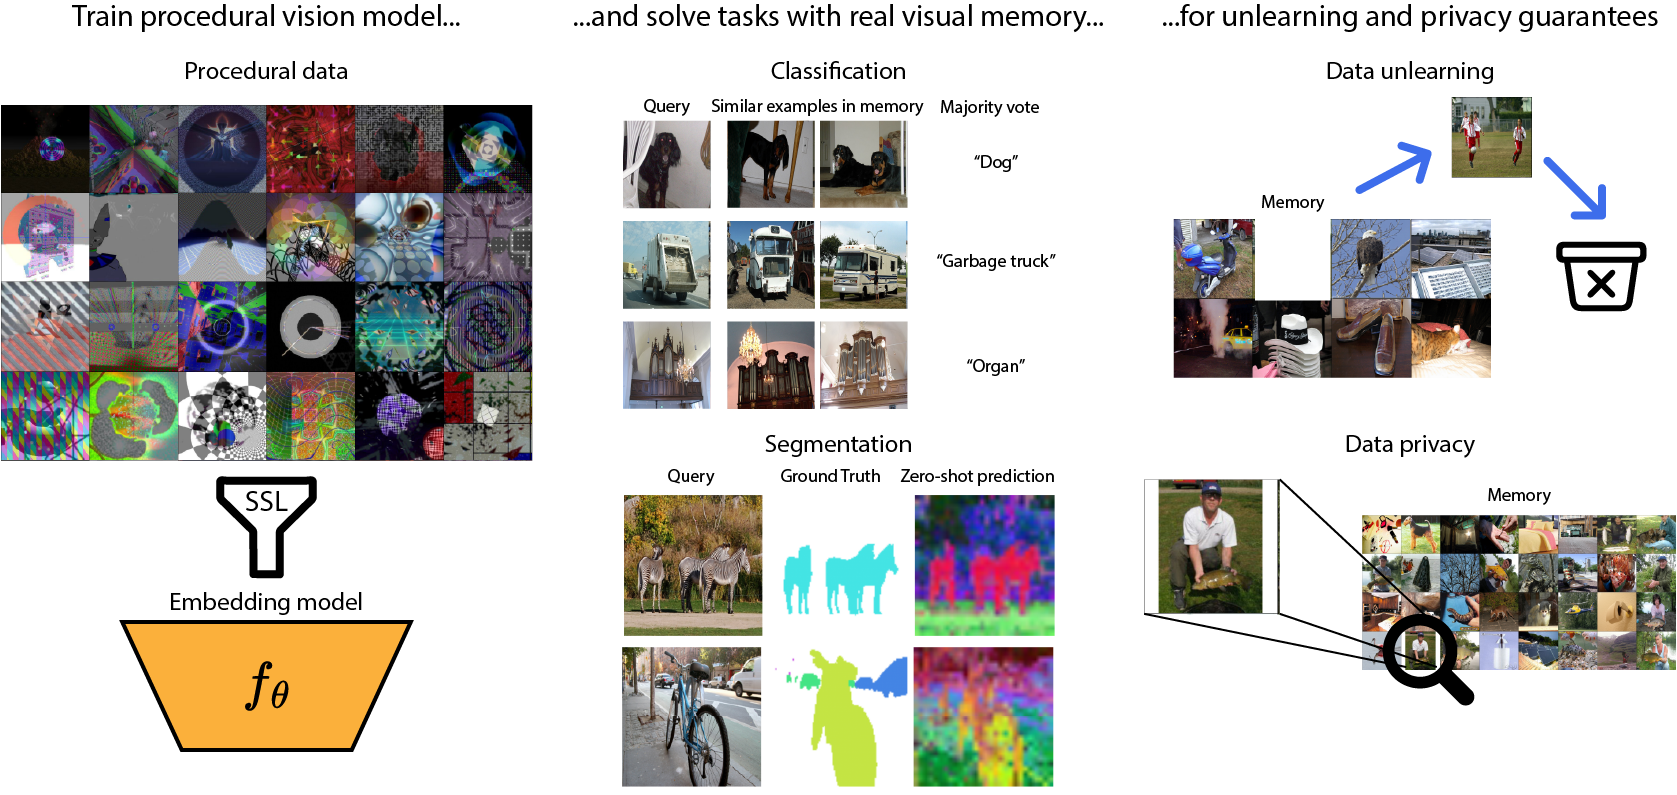 Train procedural vision model...
Procedural data
SSL
Embedding model
fθ
...and solve tasks with real visual memory...
Classification
Query Similar examples in memory Majority vote
“Dog”
“Garbage truck”
“Organ”
Segmentation
Query Ground Truth Zero-shot prediction
...for unlearning and privacy guarantees
Data unlearning
Memory
Data privacy
Memory